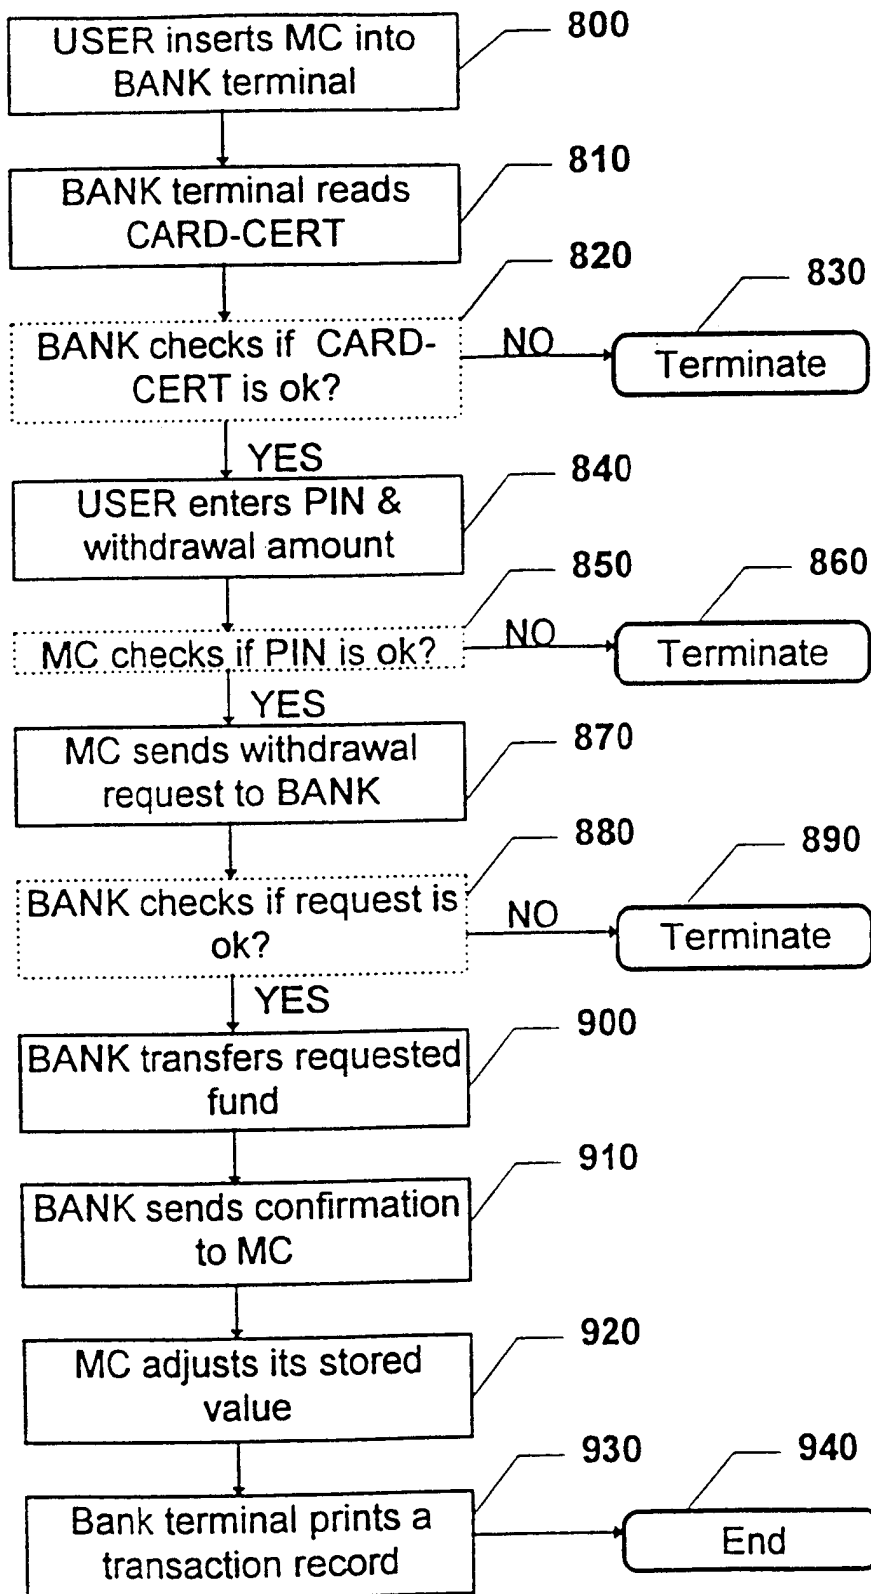 USER inserts MC into
BANK terminal
800
BANK terminal reads
CARD-CERT
810
BANK checks if CARD-
CERT is ok?
820
NO
Terminate
830
YES
USER enters PIN &
withdrawal amount
840
MC checks if PIN is ok?
850
NO
Terminate
860
YES
MC sends withdrawal
request to BANK
870
BANK checks if request is
ok?
880
NO
Terminate
890
YES
BANK transfers requested
fund
900
BANK sends confirmation
to MC
910
MC adjusts its stored
value
920
Bank terminal prints a
transaction record
930
End
940